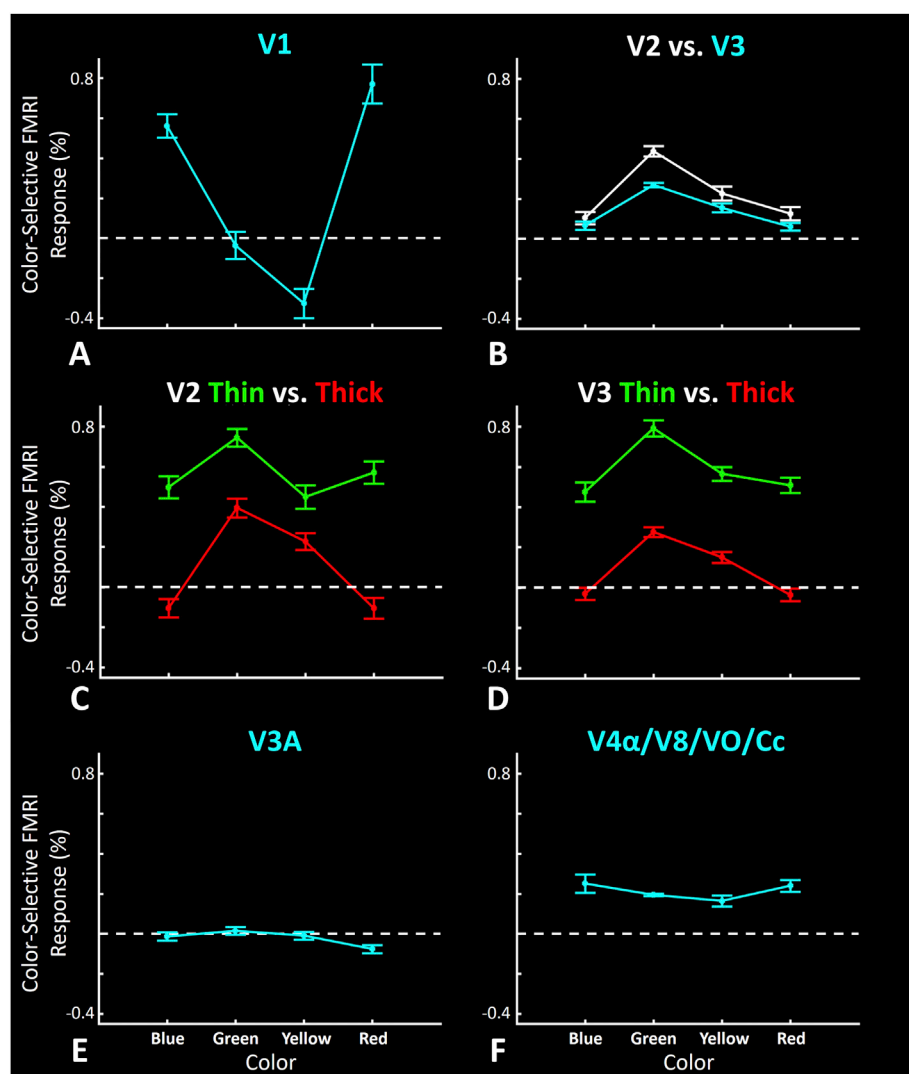 V1
V2 vs. V3
Color-Selective FMRI
Response (%)
0.8
-0.4
0.8
-0.4
A
B
V2 Thin vs. Thick
V3 Thin vs. Thick
Color-Selective FMRI
Response (%)
0.8
-0.4
0.8
-0.4
C
D
V3A
V4α/V8/VO/Cc
Color-Selective FMRI
Response (%)
0.8
-0.4
0.8
-0.4
E
Blue Green Yellow Red
Color
F
Blue Green Yellow Red
Color